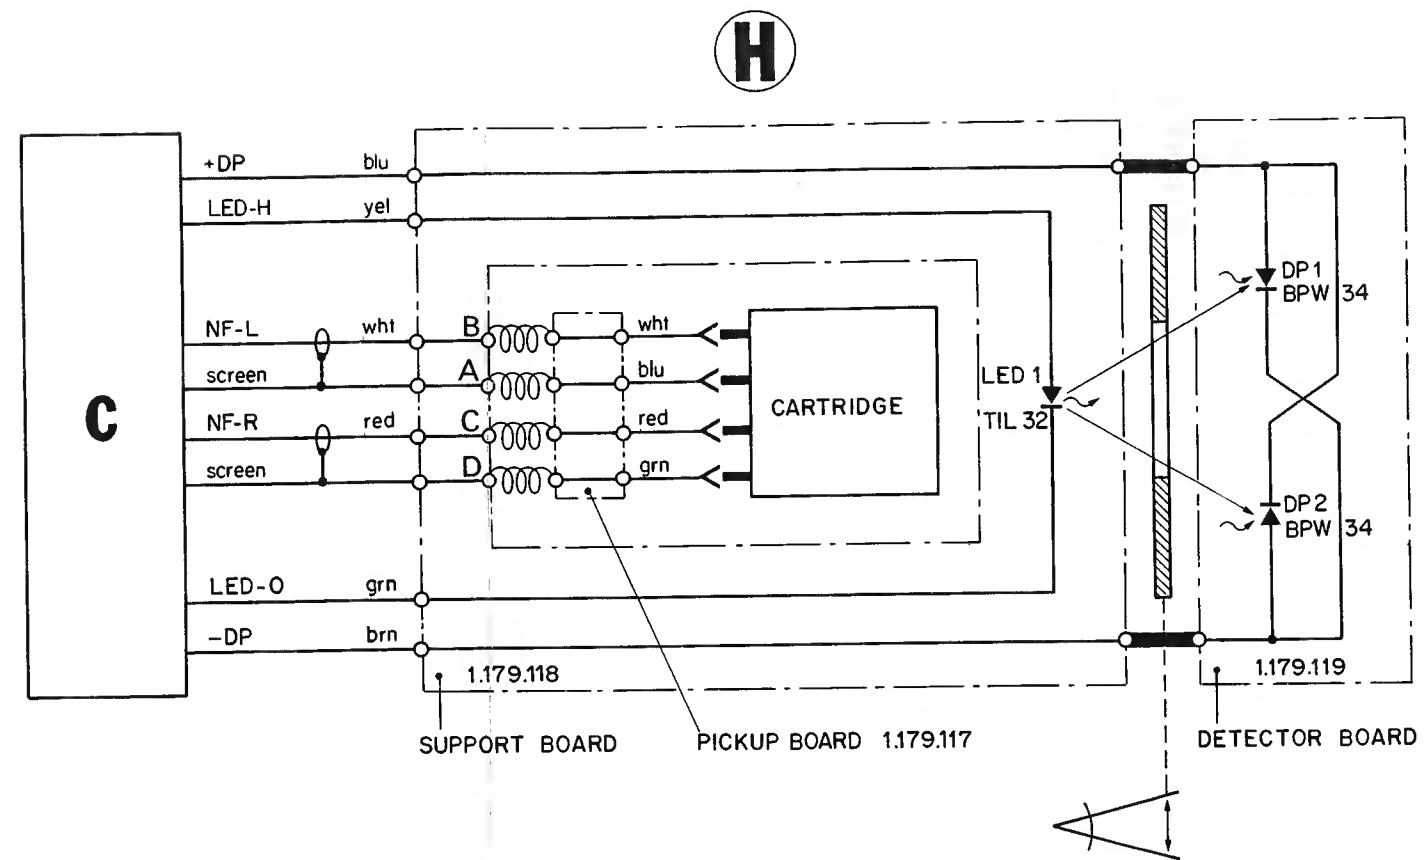 H
+DP blu
LED-H yel
NF-L wht B wht
screen A blu
C
NF-R red C red
screen D grn
CARTRIDGE
LED 1
TIL 32
DP 1
BPW 34
DP 2
BPW 34
LED-O grn
-DP brn
1.179.118
1.179.119
SUPPORT BOARD
PICKUP BOARD 1.179.117
DETECTOR BOARD